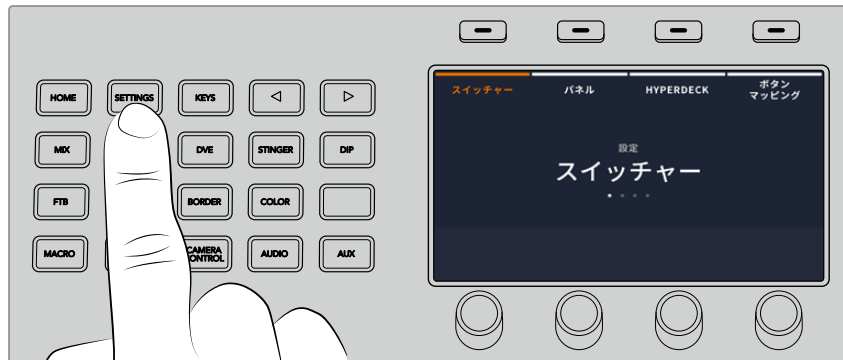 HOME
SETTINGS
KEYS
MIX
DVE
STINGER
DIP
FTB
BORDER
COLOR
MACRO
CAMERA
CONTROL
AUDIO
AUX
スイッチャー
パネル
HYPERDECK
ボタン
マッピング
設定
スイッチャー